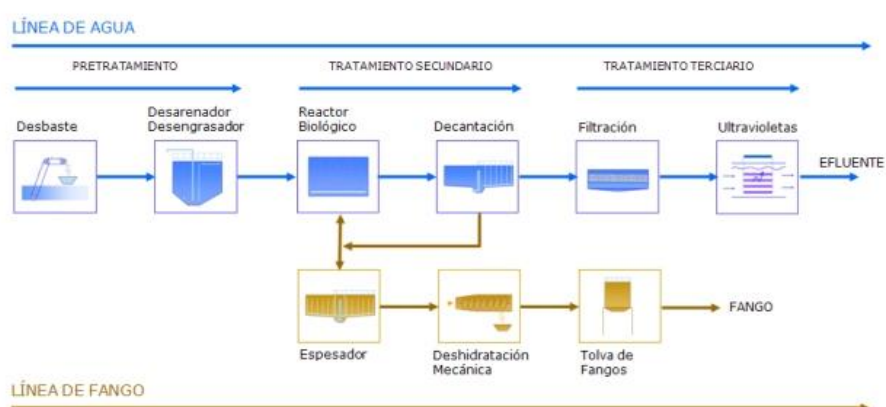 LÍNEA DE AGUA
PRETRATAMIENTO
TRATAMIENTO SECUNDARIO
TRATAMIENTO TERCIARIO
Desbaste
Desarenador
Desengrasador
Reactor
Biológico
Decantación
Filtración
Ultravioletas
EFLUENTE
FANGO
Espesador
Deshidratación
Mecánica
Tolva de
Fangos
LÍNEA DE FANGO